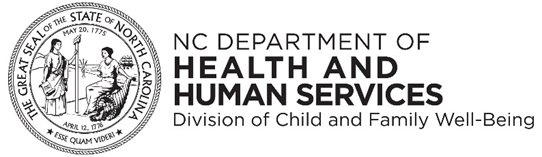 THE GREAT SEAL OF THE STATE OF NORTH CAROLINA
MAY 20, 1775
APRIL 12, 1776
★ ESSE QUAM VIDERI ★
NC DEPARTMENT OF
HEALTH AND
HUMAN SERVICES
Division of Child and Family Well-Being